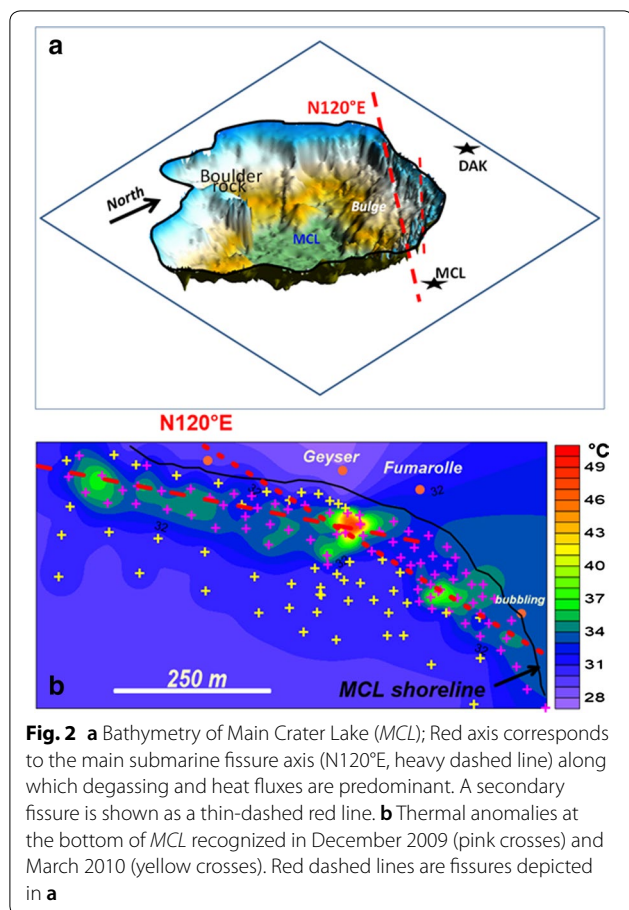 a
N120°E
DAK
Boulder
rock
North
Bulge
MCL
MCL
N120°E
°C
Geyser
Fumarolle
49
46
43
40
37
34
31
28
32
32
32
bubbling
250 m
MCL shoreline
b
Fig. 2 a Bathymetry of Main Crater Lake (MCL); Red axis corresponds
to the main submarine fissure axis (N120°E, heavy dashed line) along
which degassing and heat fluxes are predominant. A secondary
fissure is shown as a thin-dashed red line. b Thermal anomalies at
the bottom of MCL recognized in December 2009 (pink crosses) and
March 2010 (yellow crosses). Red dashed lines are fissures depicted
in a